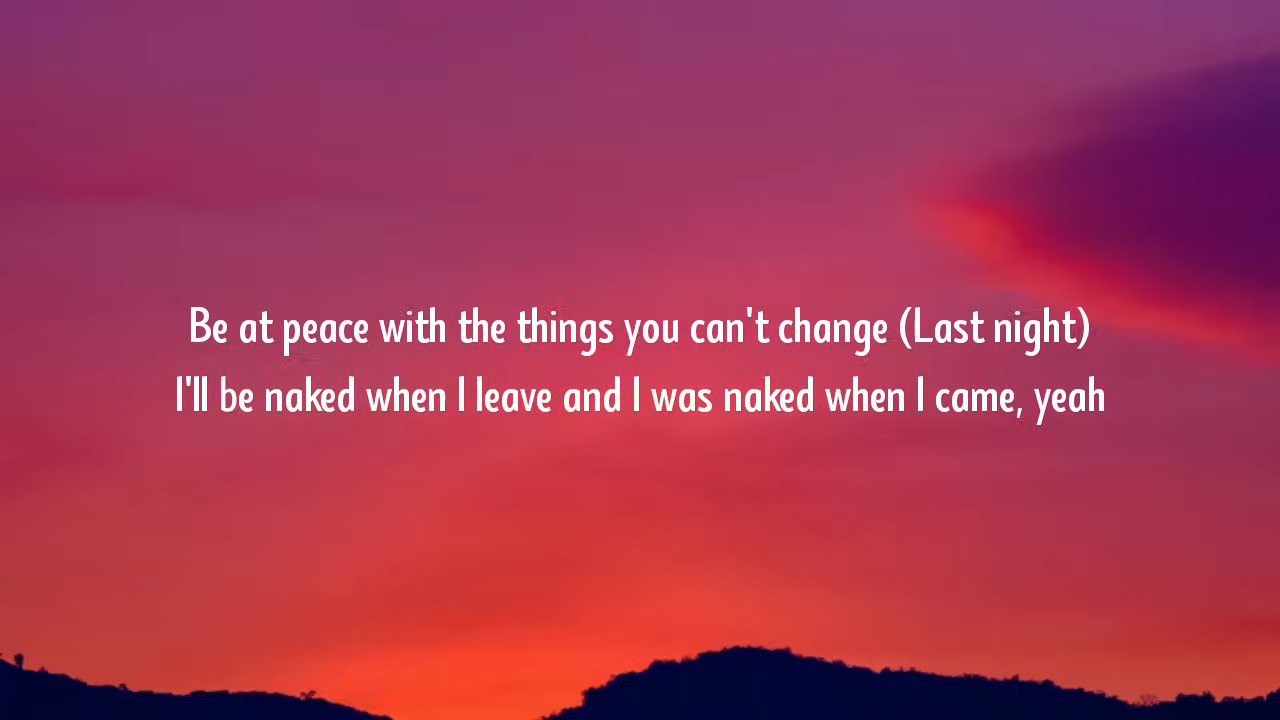 Be at peace with the things you can't change (Last night)
I'll be naked when I leave and I was naked when I came, yeah